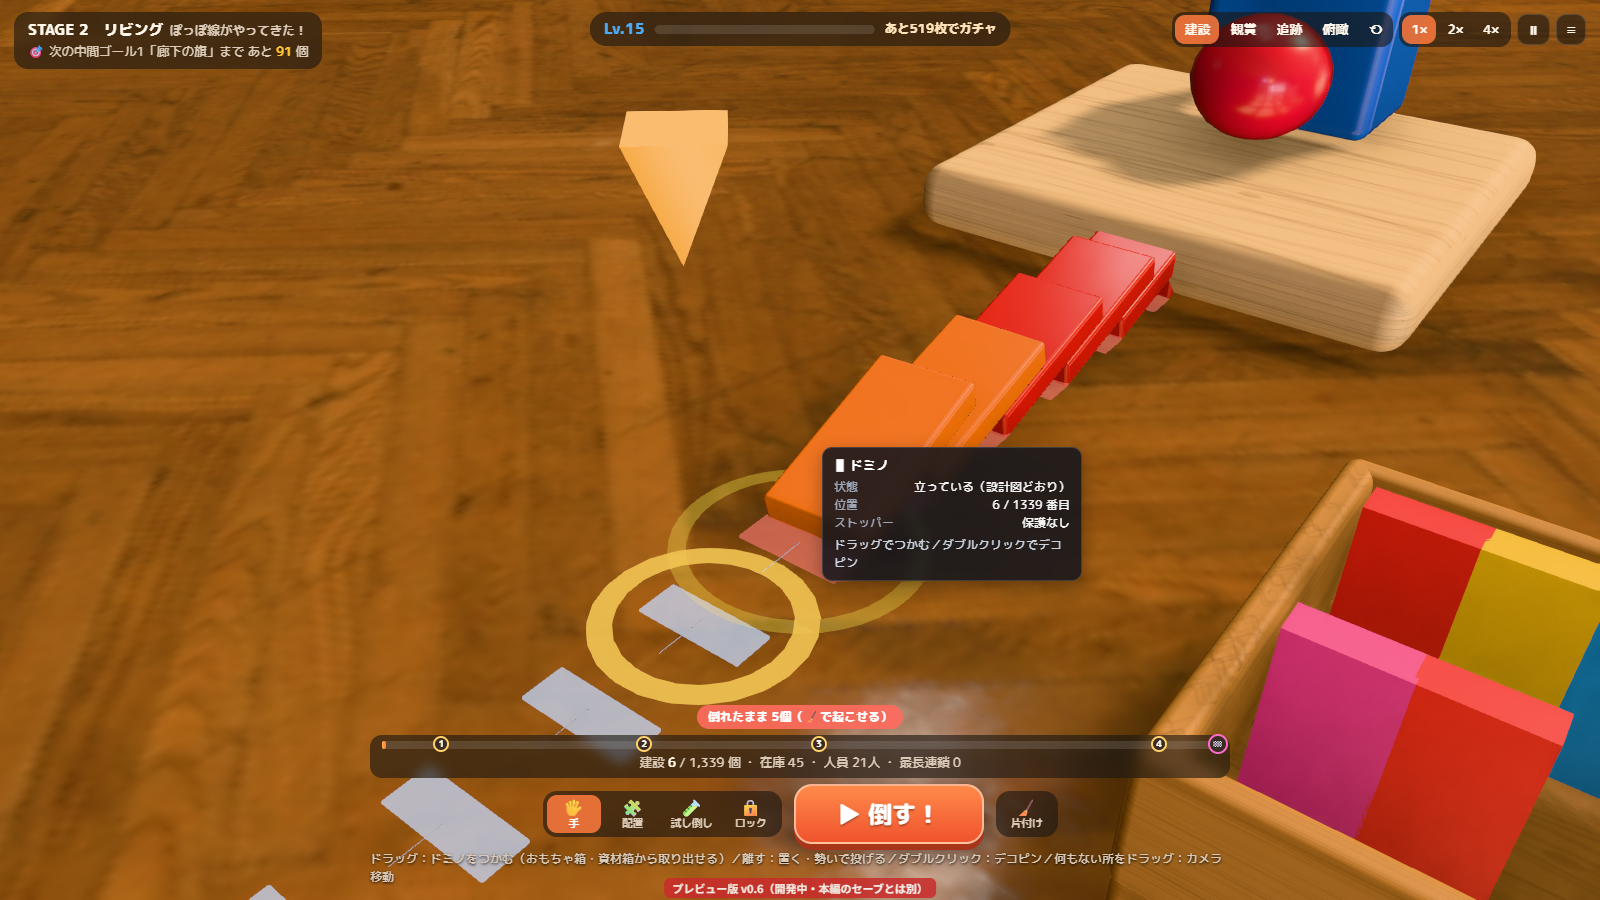 STAGE 2 リビング ぽっぽ線がやってきた！
🎯 次の中間ゴール1「廊下の旗」まで あと 91 個
Lv.15 あと519枚でガチャ
建設 観賞 追跡 俯瞰 1× 2× 4×
ドミノ
状態 立っている（設計図どおり）
位置 6 / 1339 番目
ストッパー 保護なし
ドラッグでつかむ／ダブルクリックでデコ
ピン
倒れたまま 5個（🧹で起こせる）
1 2 3 4
建設 6 / 1,339 個 ・ 在庫 45 ・ 人員 21人 ・ 最長連鎖 0
手 配置 試し倒し ロック ▶ 倒す！ 片付け
ドラッグ：ドミノをつかむ（おもちゃ箱・資材箱から取り出せる）／離す：置く・勢いで投げる／ダブルクリック：デコピン／何もない所をドラッグ：カメラ
移動
プレビュー版 v0.6（開発中・本編のセーブとは別）